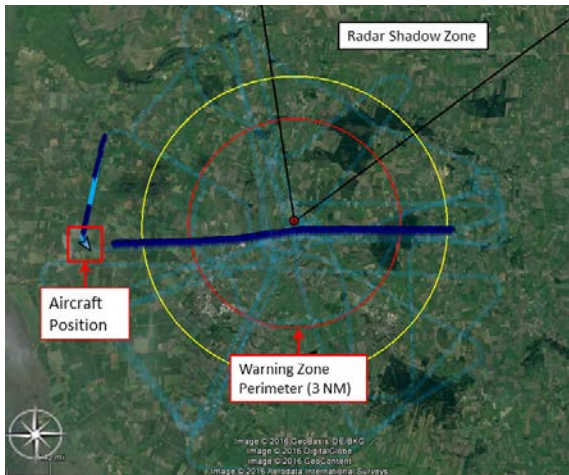 Radar Shadow Zone
Aircraft
Position
Warning Zone
Perimeter (3 NM)
Image © 2016 GeoBasis-DE/BKG
Image © 2016 DigitalGlobe
Image © 2016 GeoContent
Image © 2016 Aerodata International Surveys